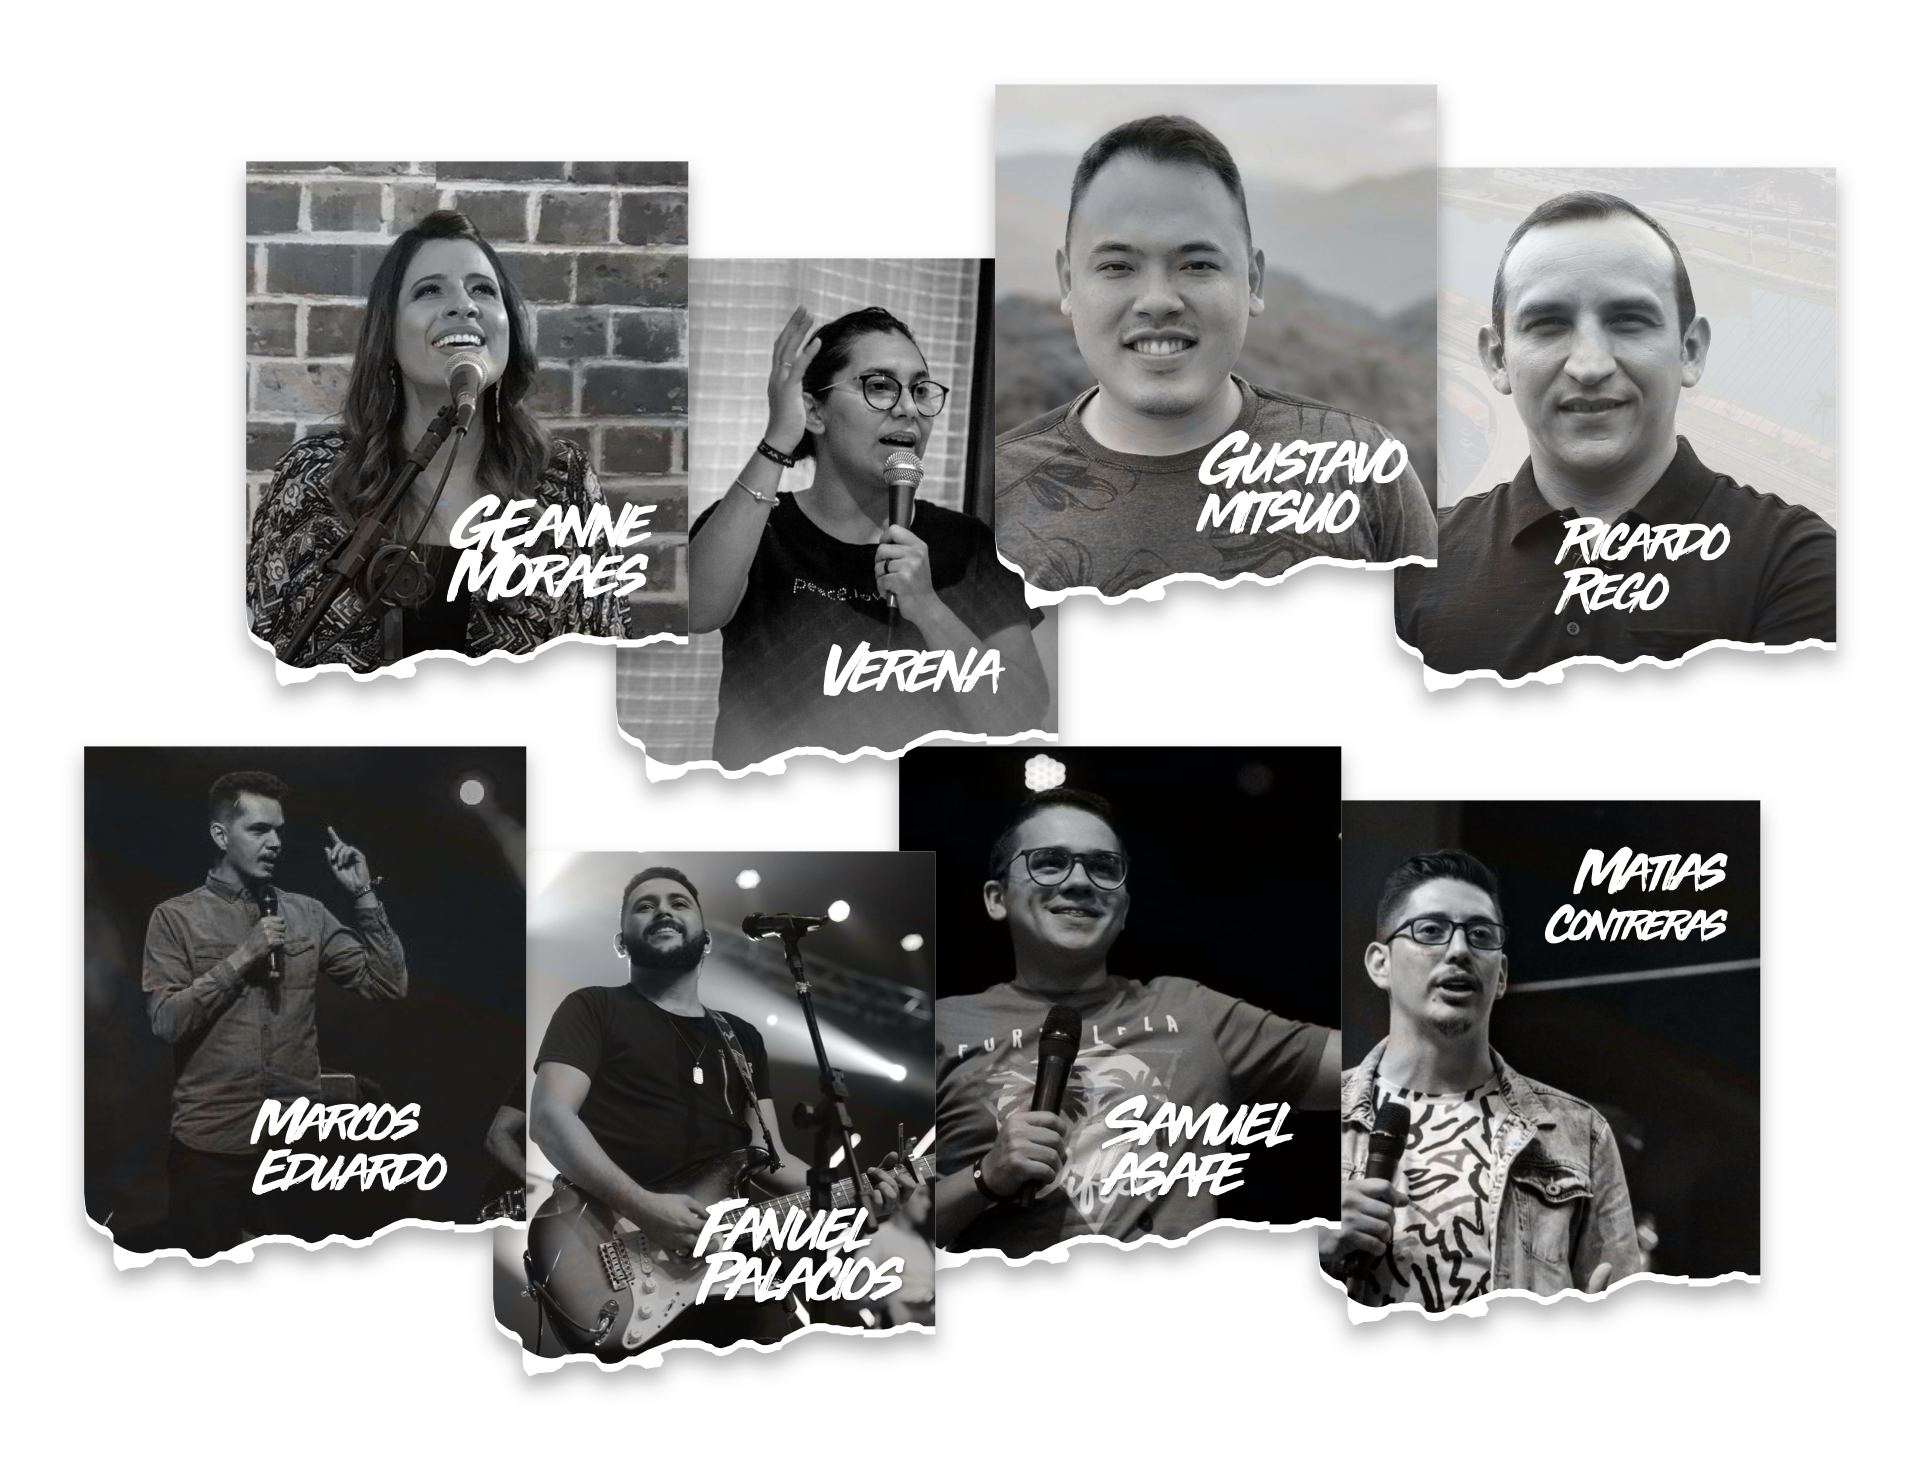 GEANNE
MORAES
VERENA
GUSTAVO
MITSUO
RICARDO
REGO
MARCOS
EDUARDO
FANUEL
PALACIOS
SAMUEL
ASAFE
MATIAS
CONTRERAS